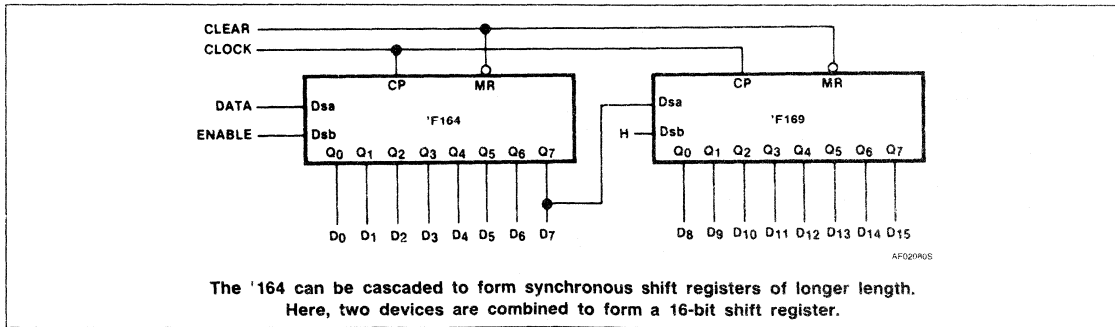 CLEAR
CLOCK
CP MR CP MR
DATA Dsa 'F164 Dsa 'F169
ENABLE Dsb H Dsb
Q0 Q1 Q2 Q3 Q4 Q5 Q6 Q7 Q0 Q1 Q2 Q3 Q4 Q5 Q6 Q7
D0 D1 D2 D3 D4 D5 D6 D7 D8 D9 D10 D11 D12 D13 D14 D15
AF02080S
The '164 can be cascaded to form synchronous shift registers of longer length.
Here, two devices are combined to form a 16-bit shift register.